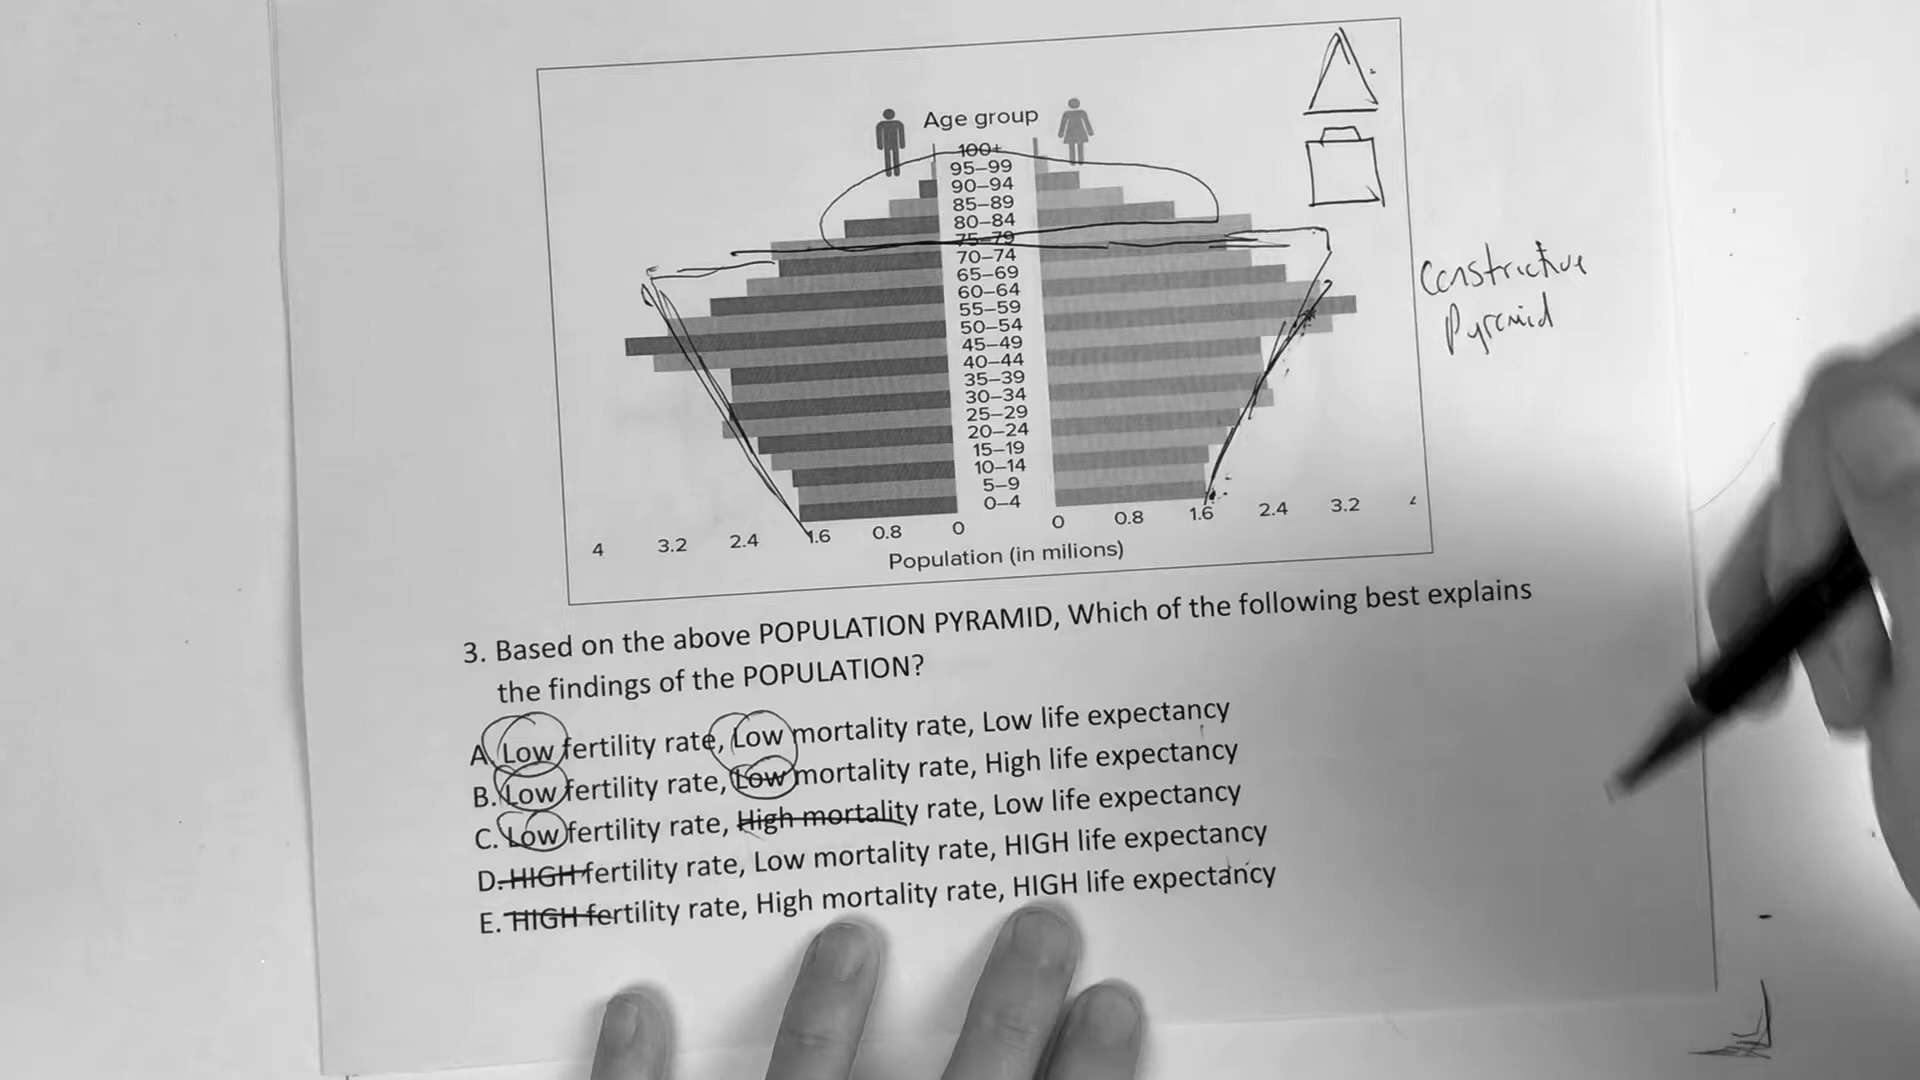 Age group
100+
95–99
90–94
85–89
80–84
75–79
70–74
65–69
60–64
55–59
50–54
45–49
40–44
35–39
30–34
25–29
20–24
15–19
10–14
5–9
0–4
4 3.2 2.4 1.6 0.8 0 0 0.8 1.6 2.4 3.2
Population (in milions)
Constrictive
Pyramid
3. Based on the above POPULATION PYRAMID, Which of the following best explains
the findings of the POPULATION?
A. Low fertility rate, Low mortality rate, Low life expectancy
B. Low fertility rate, Low mortality rate, High life expectancy
C. Low fertility rate, High mortality rate, Low life expectancy
D. HIGH fertility rate, Low mortality rate, HIGH life expectancy
E. HIGH fertility rate, High mortality rate, HIGH life expectancy